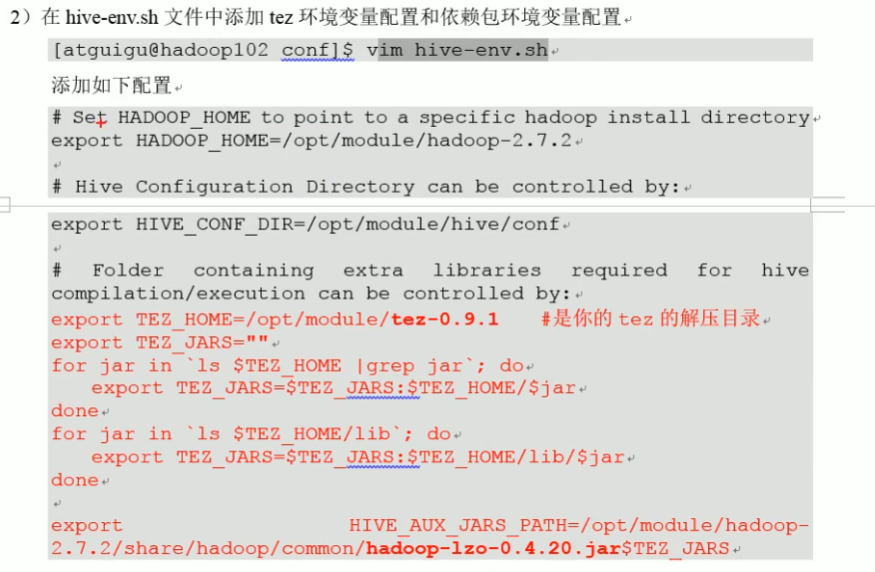 2）在 hive-env.sh 文件中添加 tez 环境变量配置和依赖包环境变量配置
[atguigu@hadoop102 conf]$ vim hive-env.sh
添加如下配置
# Set HADOOP_HOME to point to a specific hadoop install directory
export HADOOP_HOME=/opt/module/hadoop-2.7.2
# Hive Configuration Directory can be controlled by:
export HIVE_CONF_DIR=/opt/module/hive/conf
# Folder containing extra libraries required for hive
compilation/execution can be controlled by:
export TEZ_HOME=/opt/module/tez-0.9.1 #是你的 tez 的解压目录
export TEZ_JARS=""
for jar in `ls $TEZ_HOME |grep jar`; do
export TEZ_JARS=$TEZ_JARS:$TEZ_HOME/$jar
done
for jar in `ls $TEZ_HOME/lib`; do
export TEZ_JARS=$TEZ_JARS:$TEZ_HOME/lib/$jar
done
export HIVE_AUX_JARS_PATH=/opt/module/hadoop-
2.7.2/share/hadoop/common/hadoop-lzo-0.4.20.jar$TEZ_JARS